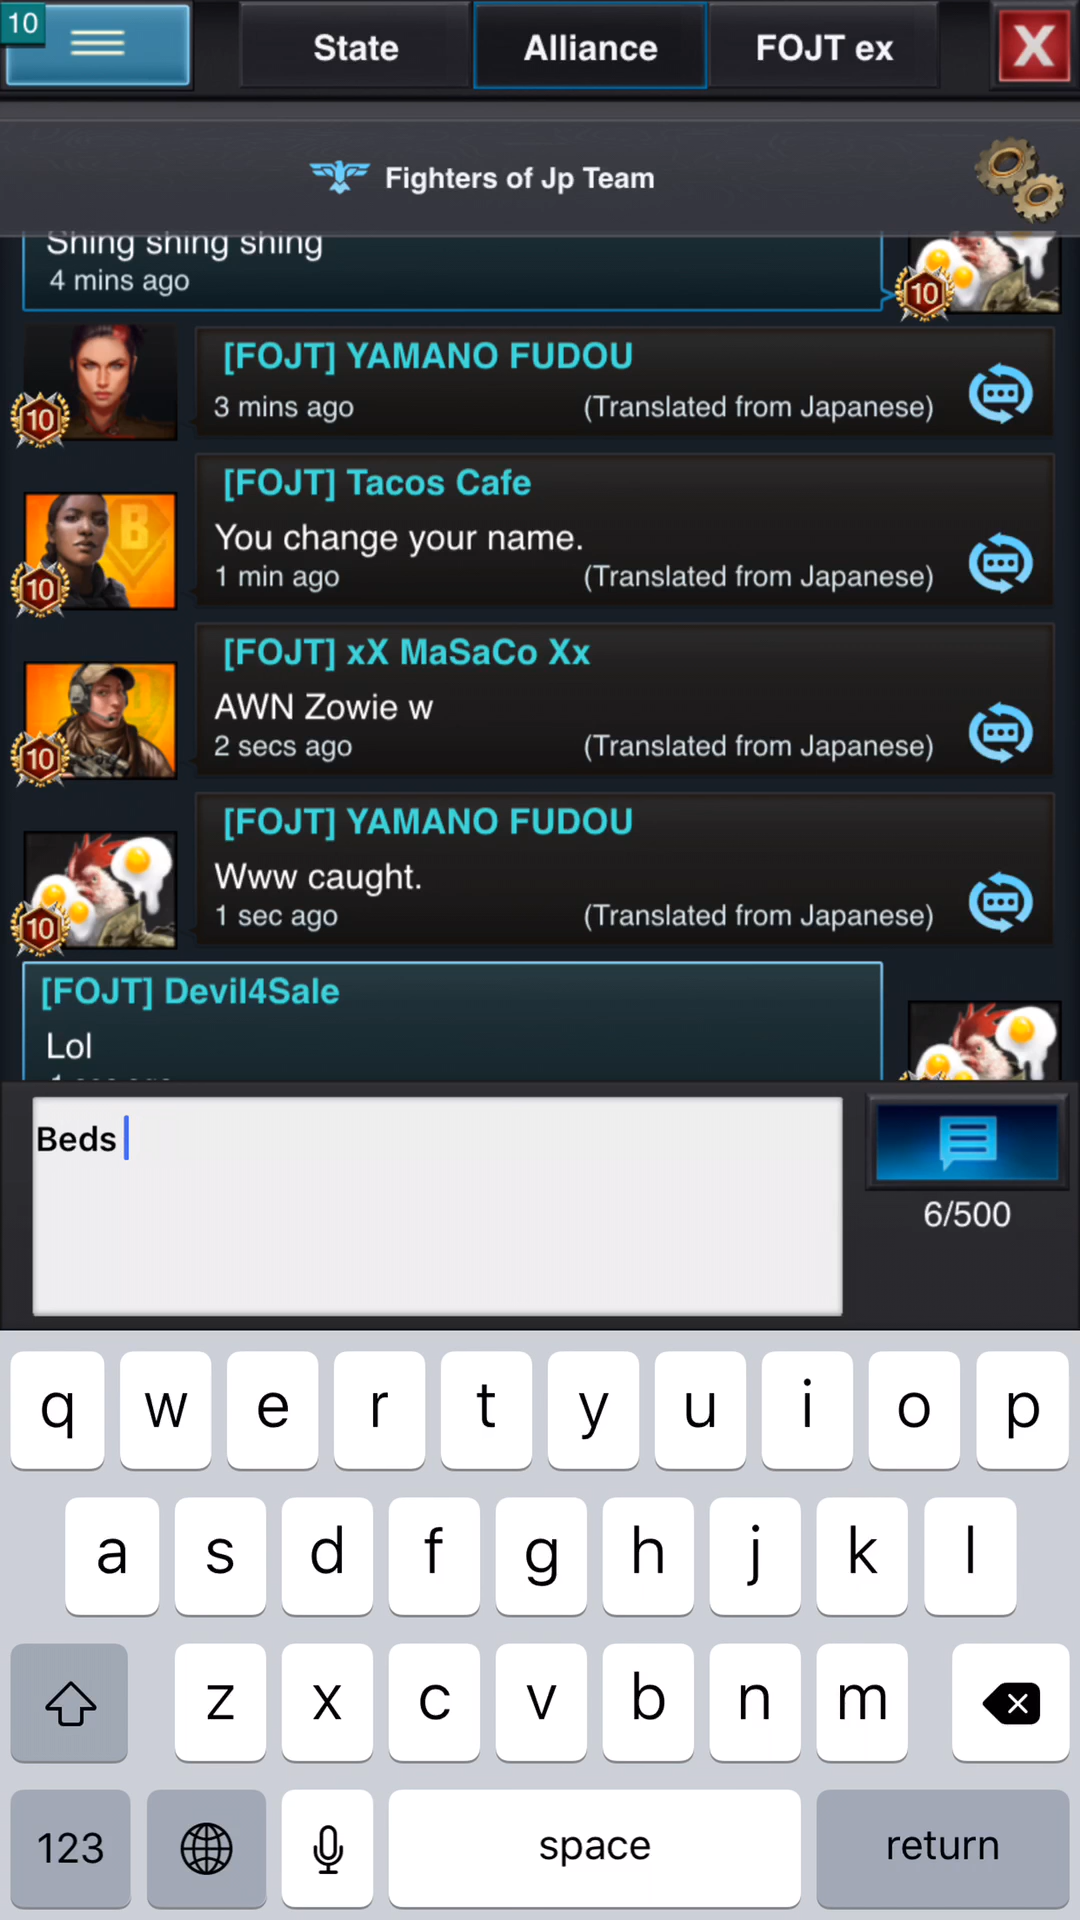 10
State
Alliance
FOJT ex
X
Fighters of Jp Team
Shing shing shing
4 mins ago
10
[FOJT] YAMANO FUDOU
10
3 mins ago (Translated from Japanese)
[FOJT] Tacos Cafe
B
You change your name.
10
1 min ago (Translated from Japanese)
[FOJT] xX MaSaCo Xx
AWN Zowie w
10
2 secs ago (Translated from Japanese)
[FOJT] YAMANO FUDOU
Www caught.
10
1 sec ago (Translated from Japanese)
[FOJT] Devil4Sale
Lol
Beds
6/500
q w e r t y u i o p
a s d f g h j k l
z x c v b n m
123 space return